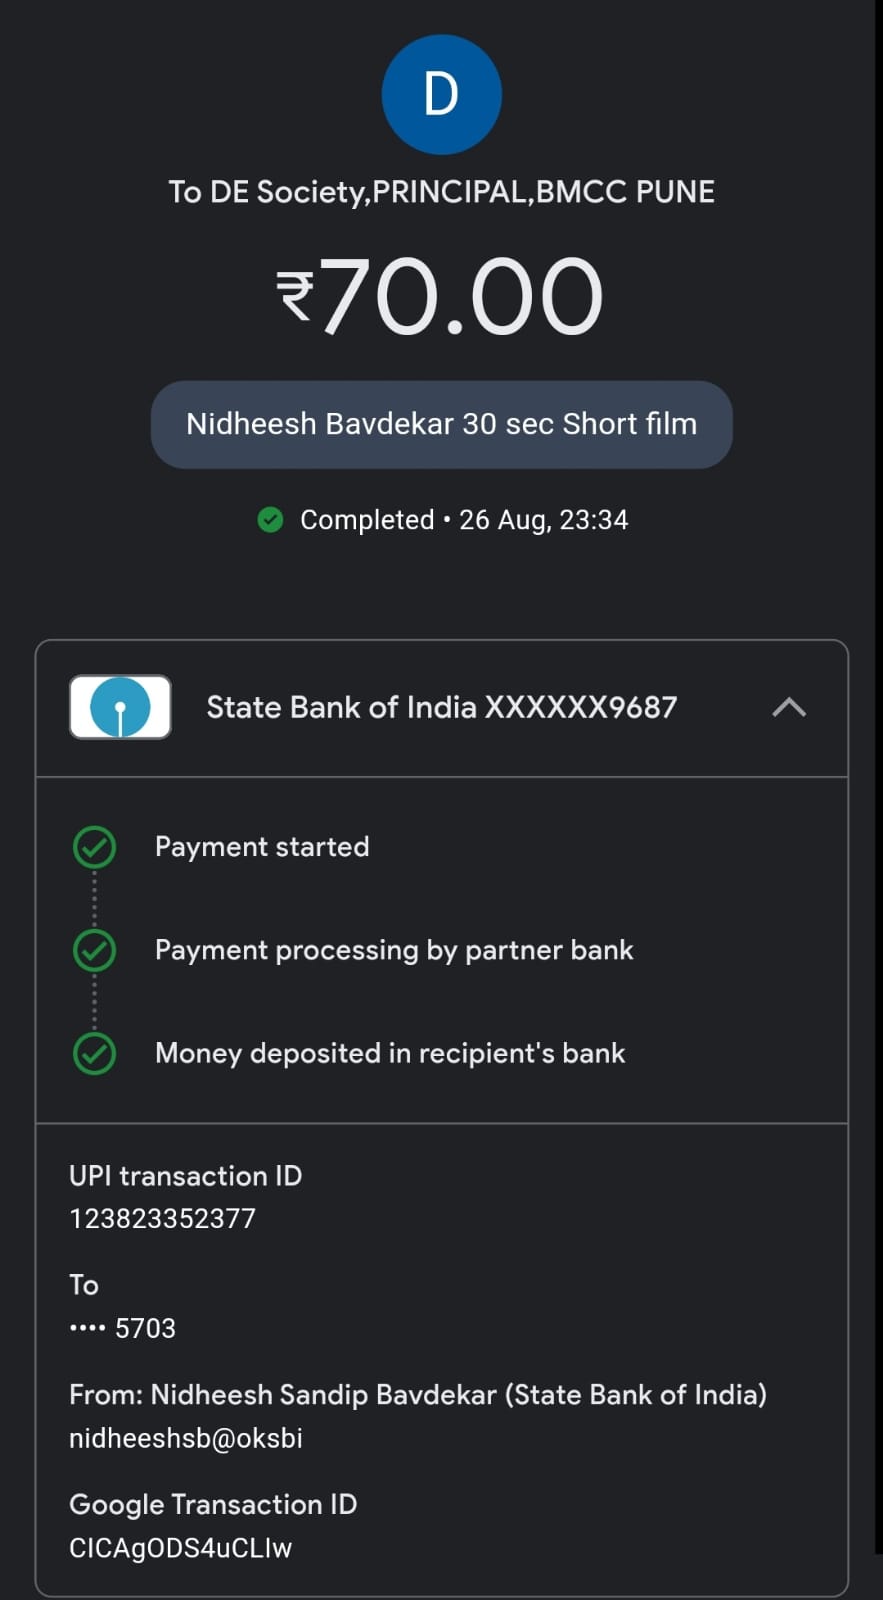 D
To DE Society,PRINCIPAL,BMCC PUNE
₹70.00
Nidheesh Bavdekar 30 sec Short film
Completed • 26 Aug, 23:34
State Bank of India XXXXXX9687
Payment started
Payment processing by partner bank
Money deposited in recipient's bank
UPI transaction ID
123823352377
To
•••• 5703
From: Nidheesh Sandip Bavdekar (State Bank of India)
nidheeshsb@oksbi
Google Transaction ID
CICAgODS4uCLIw